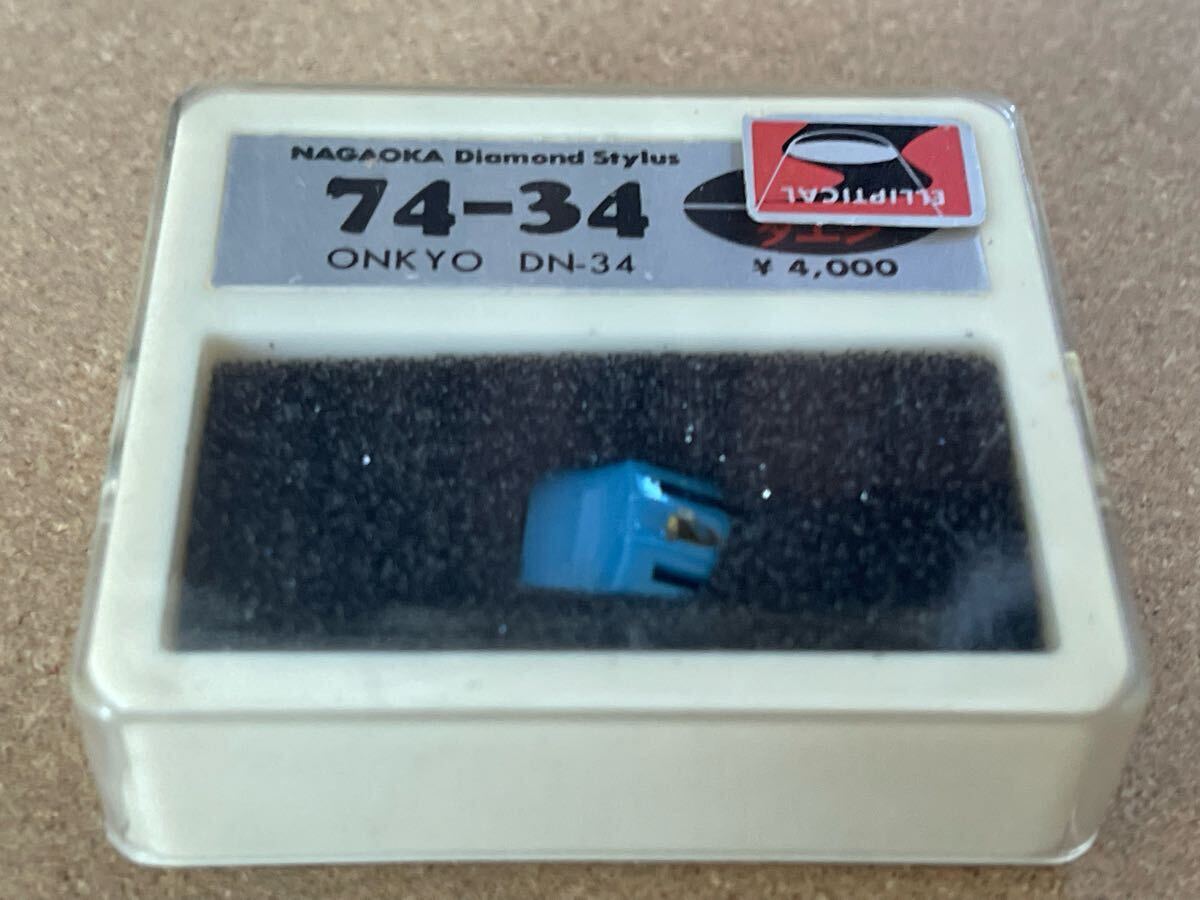 NAGAOKA Diamond Stylus
74-34
ONKYO DN-34
ELLIPTICAL
¥ 4,000